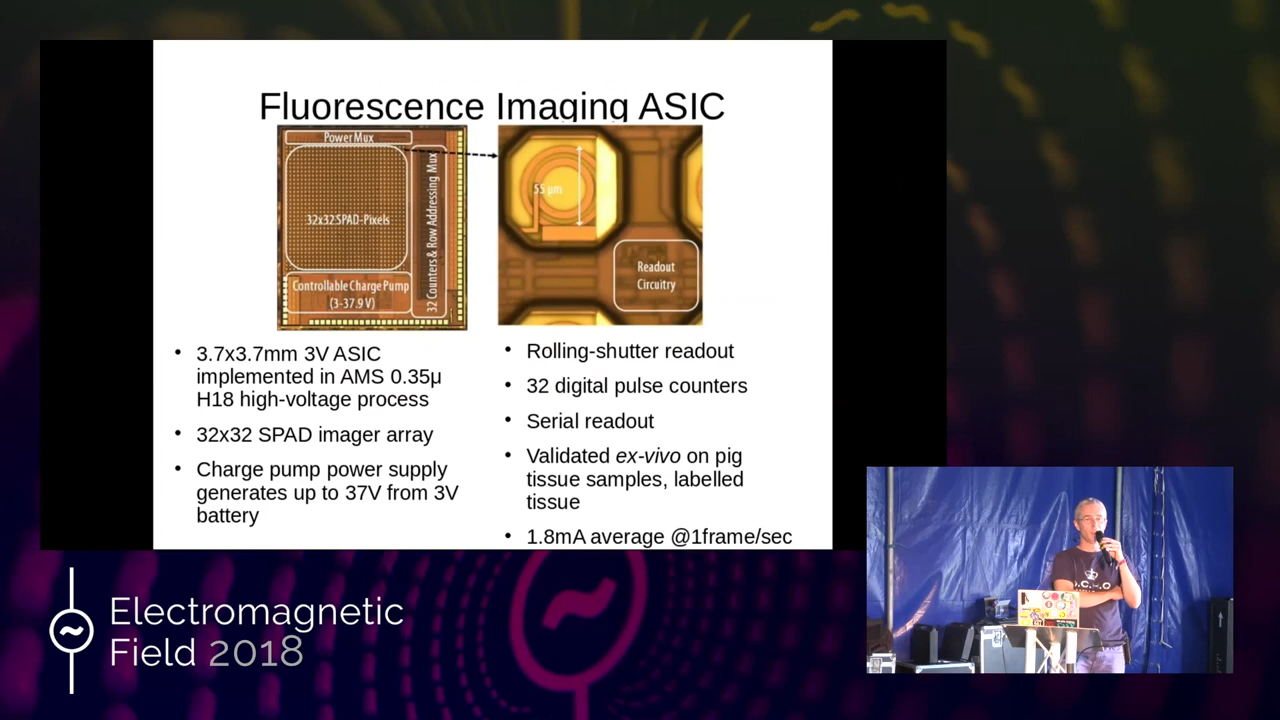 Fluorescence Imaging ASIC
Power Mux
32x32 SPAD-Pixels
32 Counters & Row Addressing Mux
Controllable Charge Pump
(3-37.9 V)
55 µm
Readout
Circuitry
• 3.7x3.7mm 3V ASIC
implemented in AMS 0.35µ
H18 high-voltage process
• 32x32 SPAD imager array
• Charge pump power supply
generates up to 37V from 3V
battery
• Rolling-shutter readout
• 32 digital pulse counters
• Serial readout
• Validated ex-vivo on pig
tissue samples, labelled
tissue
• 1.8mA average @1frame/sec
Electromagnetic
Field 2018